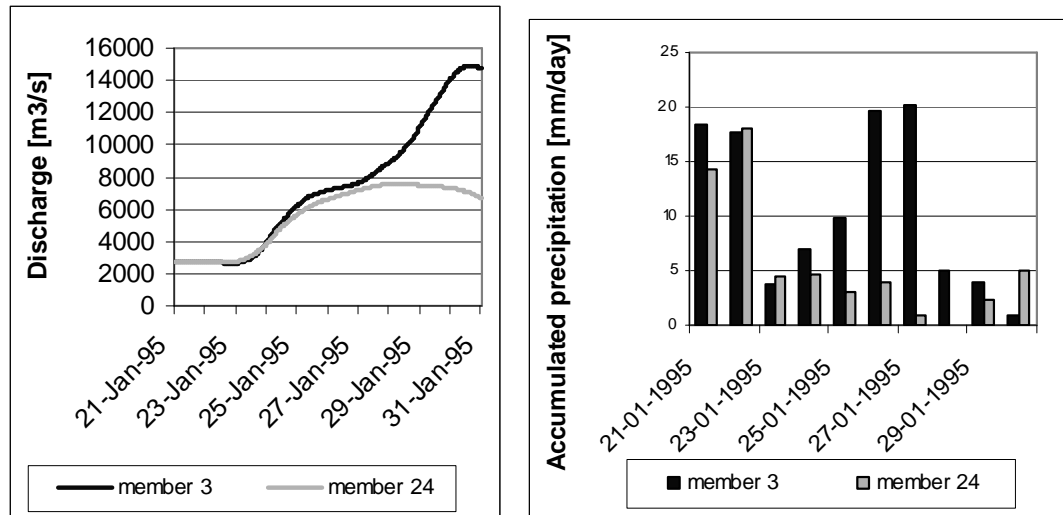 Discharge [m3/s]
16000
14000
12000
10000
8000
6000
4000
2000
0
21-Jan-95
23-Jan-95
25-Jan-95
27-Jan-95
29-Jan-95
31-Jan-95
member 3
member 24
Accumulated precipitation [mm/day]
25
20
15
10
5
0
21-01-1995
23-01-1995
25-01-1995
27-01-1995
29-01-1995
member 3
member 24